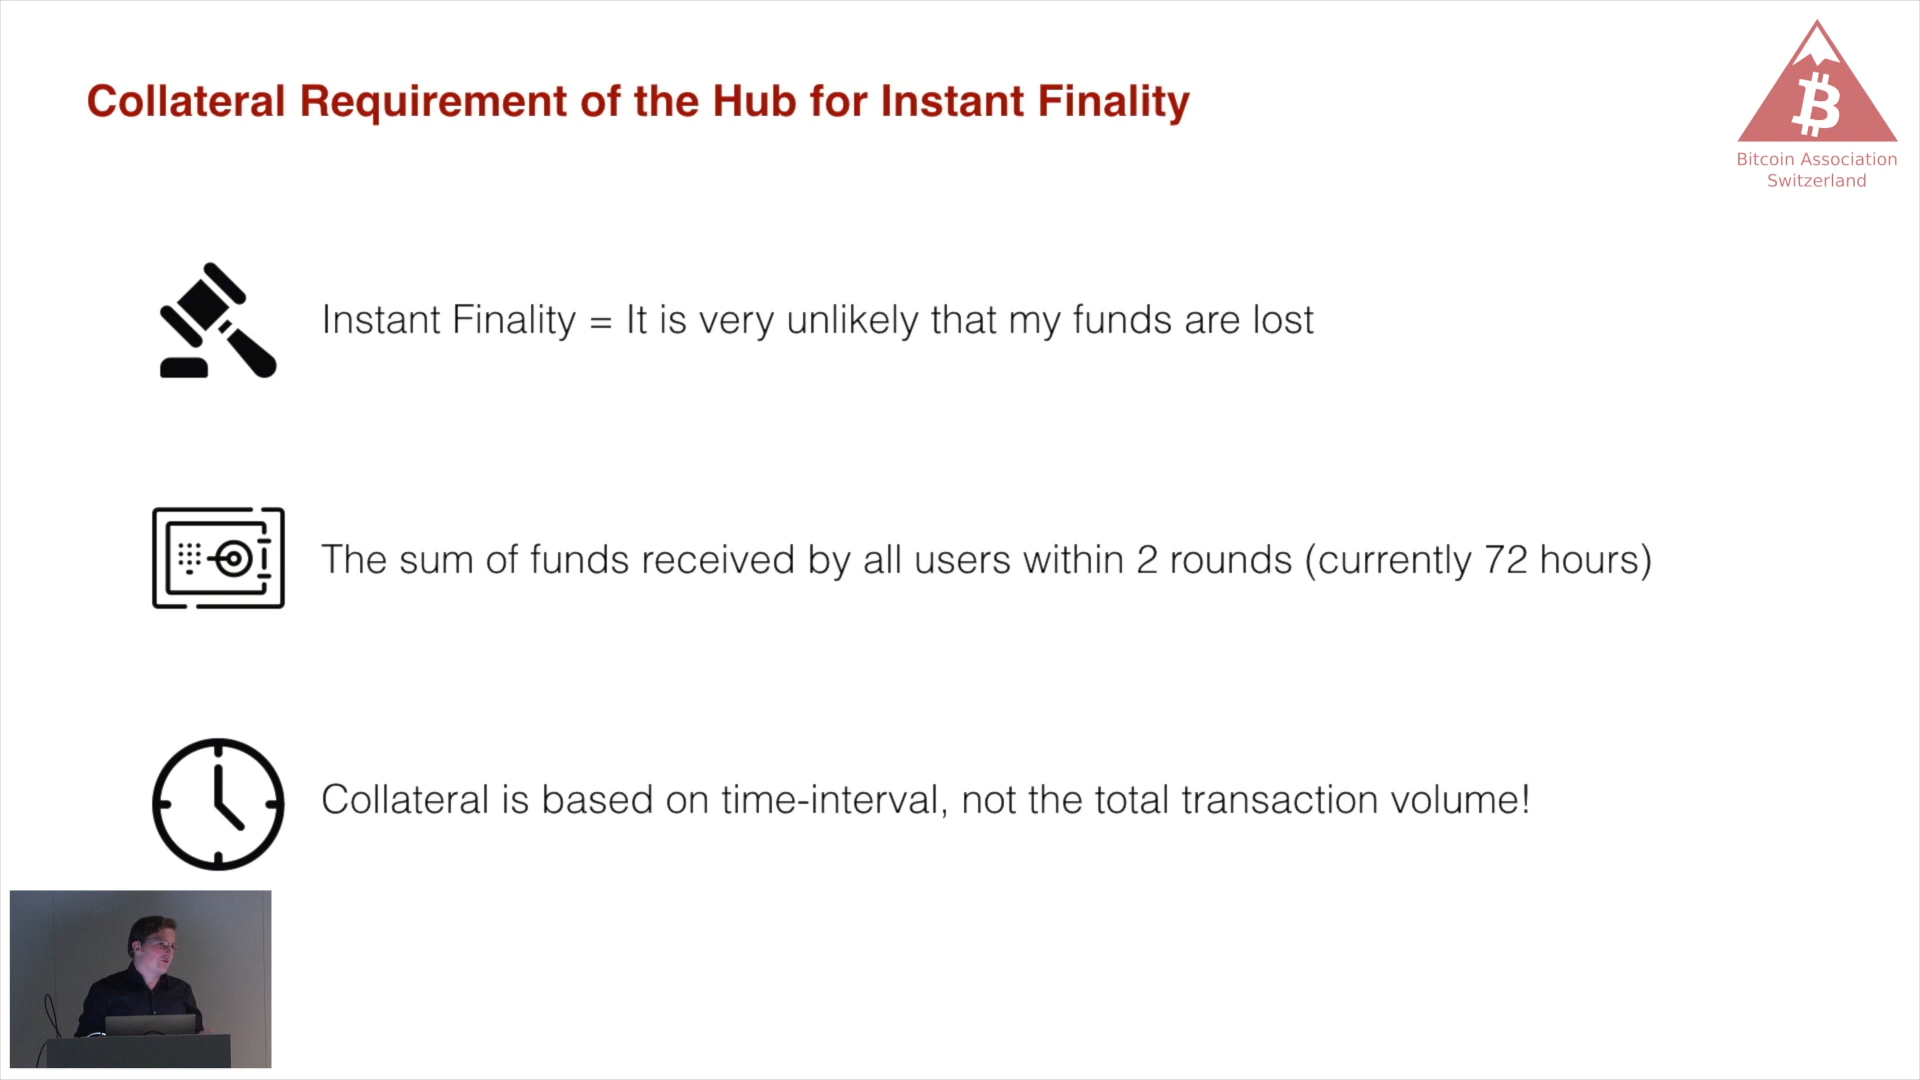 Collateral Requirement of the Hub for Instant Finality
Bitcoin Association
Switzerland
Instant Finality = It is very unlikely that my funds are lost
The sum of funds received by all users within 2 rounds (currently 72 hours)
Collateral is based on time-interval, not the total transaction volume!